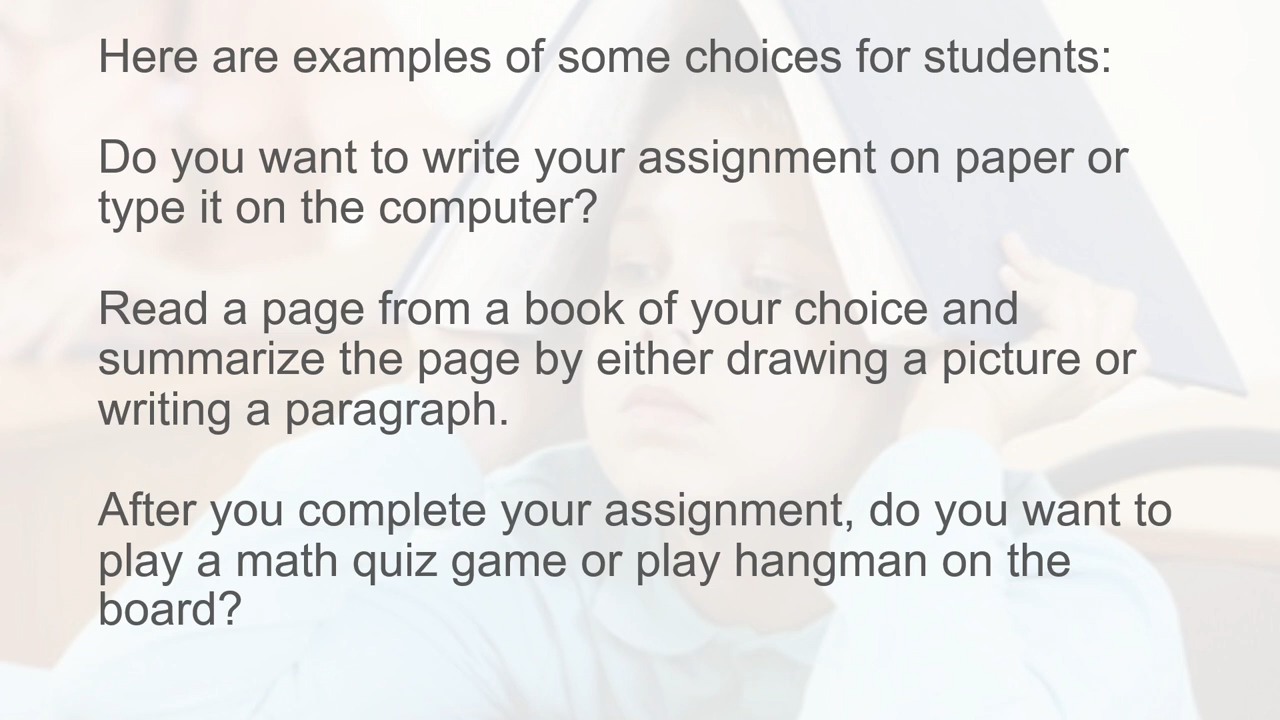 Here are examples of some choices for students:
Do you want to write your assignment on paper or
type it on the computer?
Read a page from a book of your choice and
summarize the page by either drawing a picture or
writing a paragraph.
After you complete your assignment, do you want to
play a math quiz game or play hangman on the
board?